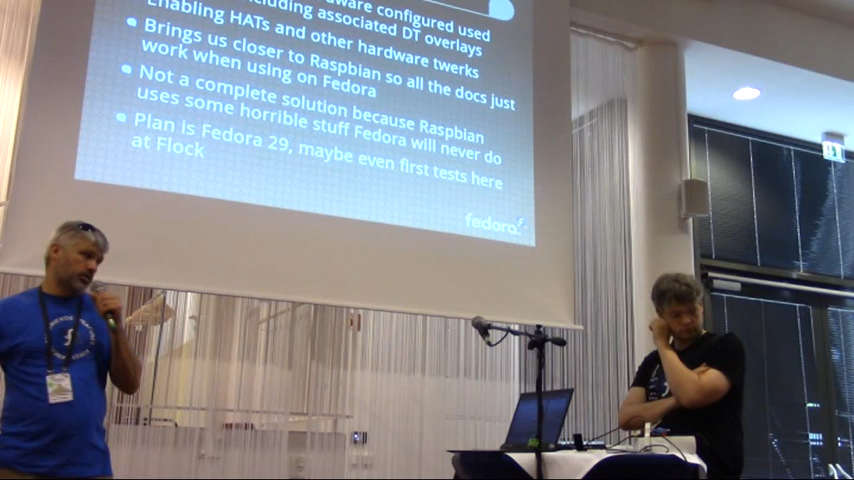 ware configured used
including associated DT overlays
Enabling HATs and other hardware twerks
Brings us closer to Raspbian so all the docs just
work when using on Fedora
Not a complete solution because Raspbian
uses some horrible stuff Fedora will never do
Plan is Fedora 29, maybe even first tests here
at Flock
fedora